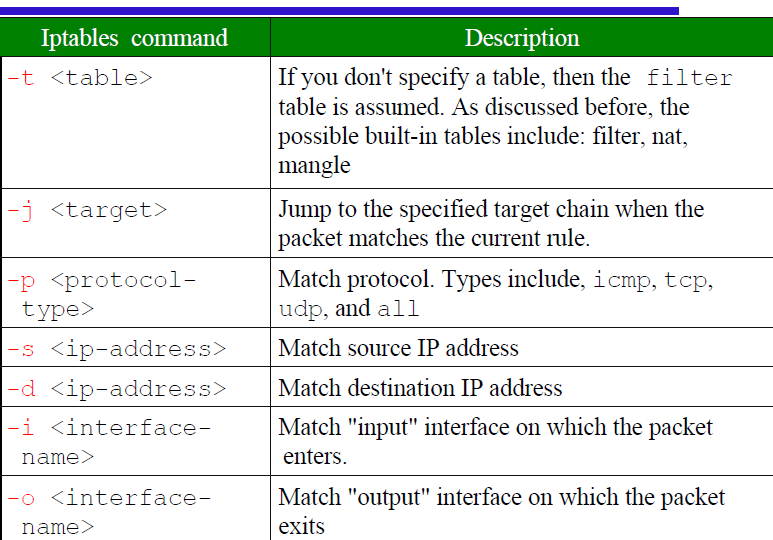 Iptables command Description
-t <table> If you don't specify a table, then the filter
table is assumed. As discussed before, the
possible built-in tables include: filter, nat,
mangle
-j <target> Jump to the specified target chain when the
packet matches the current rule.
-p <protocol- Match protocol. Types include, icmp, tcp,
type> udp, and all
-s <ip-address> Match source IP address
-d <ip-address> Match destination IP address
-i <interface- Match "input" interface on which the packet
name> enters.
-o <interface- Match "output" interface on which the packet
name> exits